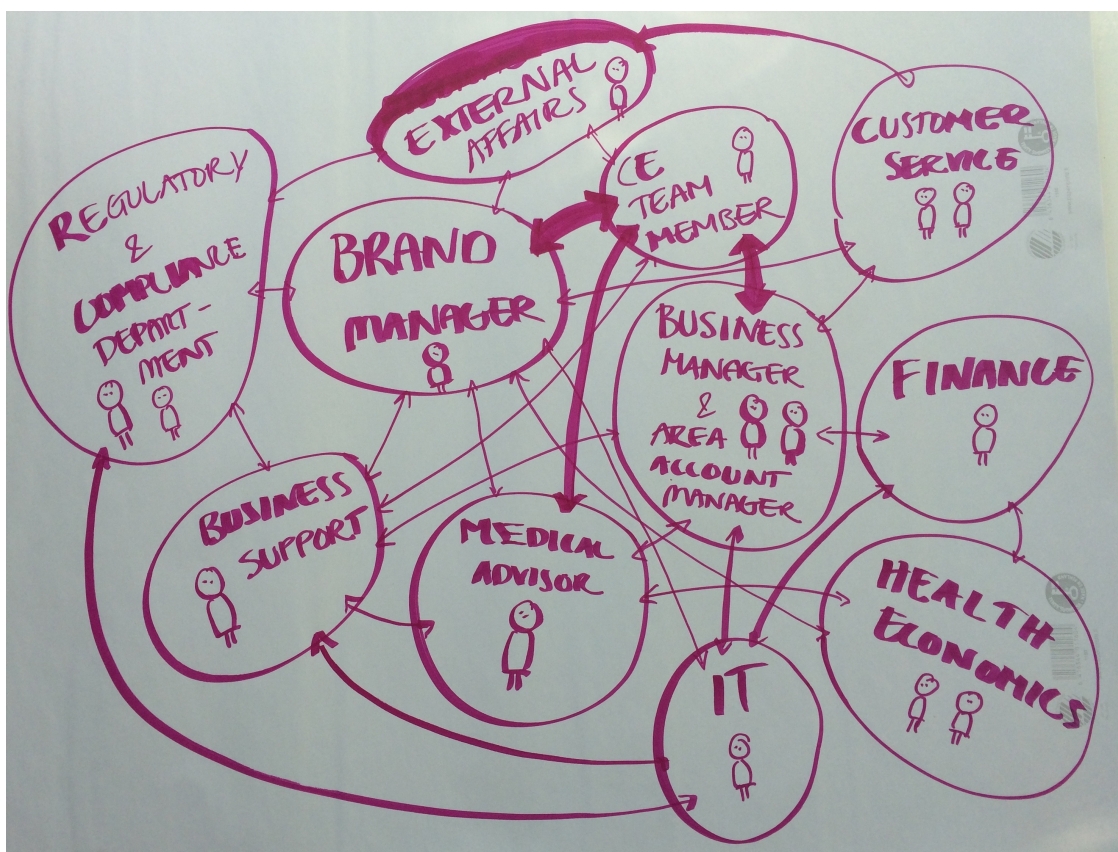 EXTERNAL
AFFAIRS
CE
TEAM
MEMBER
CUSTOMER
SERVICE
REGULATORY
&
COMPLIANCE
DEPART-
MENT
BRAND
MANAGER
BUSINESS
MANAGER
&
AREA
ACCOUNT
MANAGER
FINANCE
BUSINESS
SUPPORT
MEDICAL
ADVISOR
HEALTH
ECONOMICS
IT